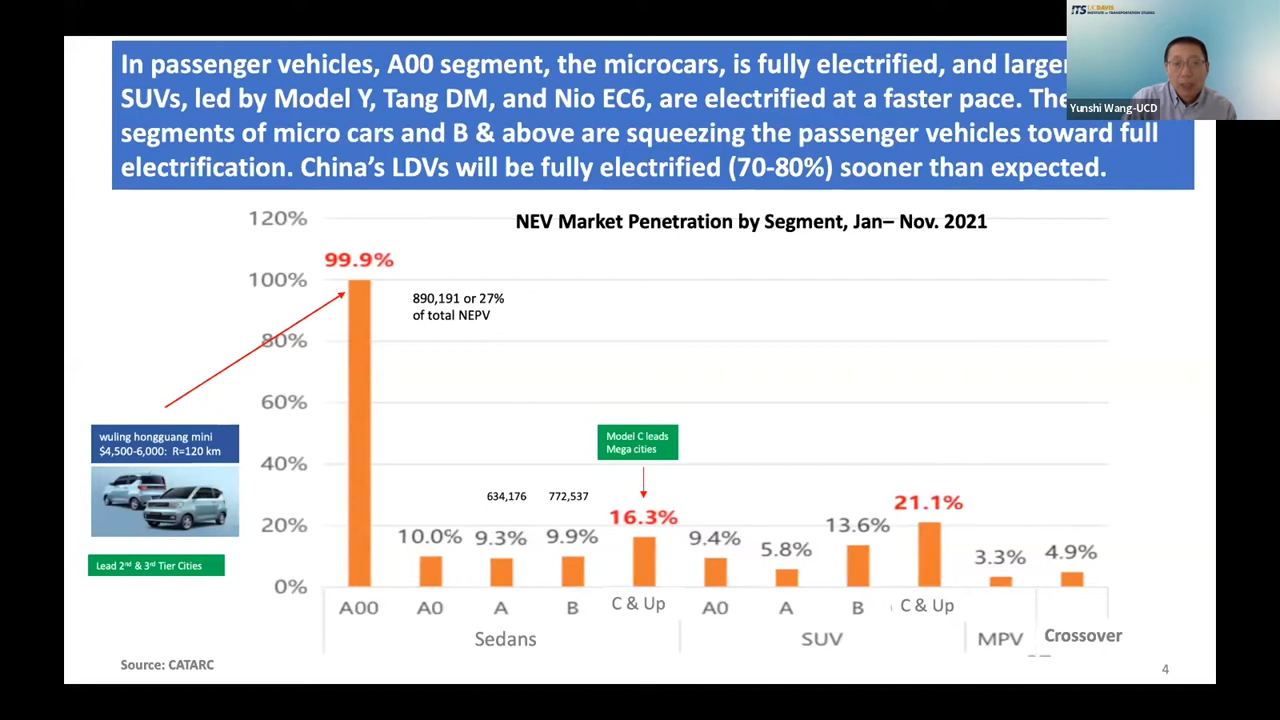 ITS UC DAVIS
INSTITUTE of TRANSPORTATION STUDIES
Yunshi Wang-UCD
In passenger vehicles, A00 segment, the microcars, is fully electrified, and larger
SUVs, led by Model Y, Tang DM, and Nio EC6, are electrified at a faster pace. The
segments of micro cars and B & above are squeezing the passenger vehicles toward full
electrification. China's LDVs will be fully electrified (70-80%) sooner than expected.
NEV Market Penetration by Segment, Jan– Nov. 2021
120%
100%
80%
60%
40%
20%
0%
99.9%
890,191 or 27%
of total NEPV
wuling hongguang mini
$4,500-6,000: R=120 km
Lead 2nd & 3rd Tier Cities
Model C leads
Mega cities
634,176
772,537
10.0%
9.3%
9.9%
16.3%
9.4%
5.8%
13.6%
21.1%
3.3%
4.9%
A00
A0
A
B
C & Up
A0
A
B
C & Up
Sedans
SUV
MPV
Crossover
Source: CATARC
4